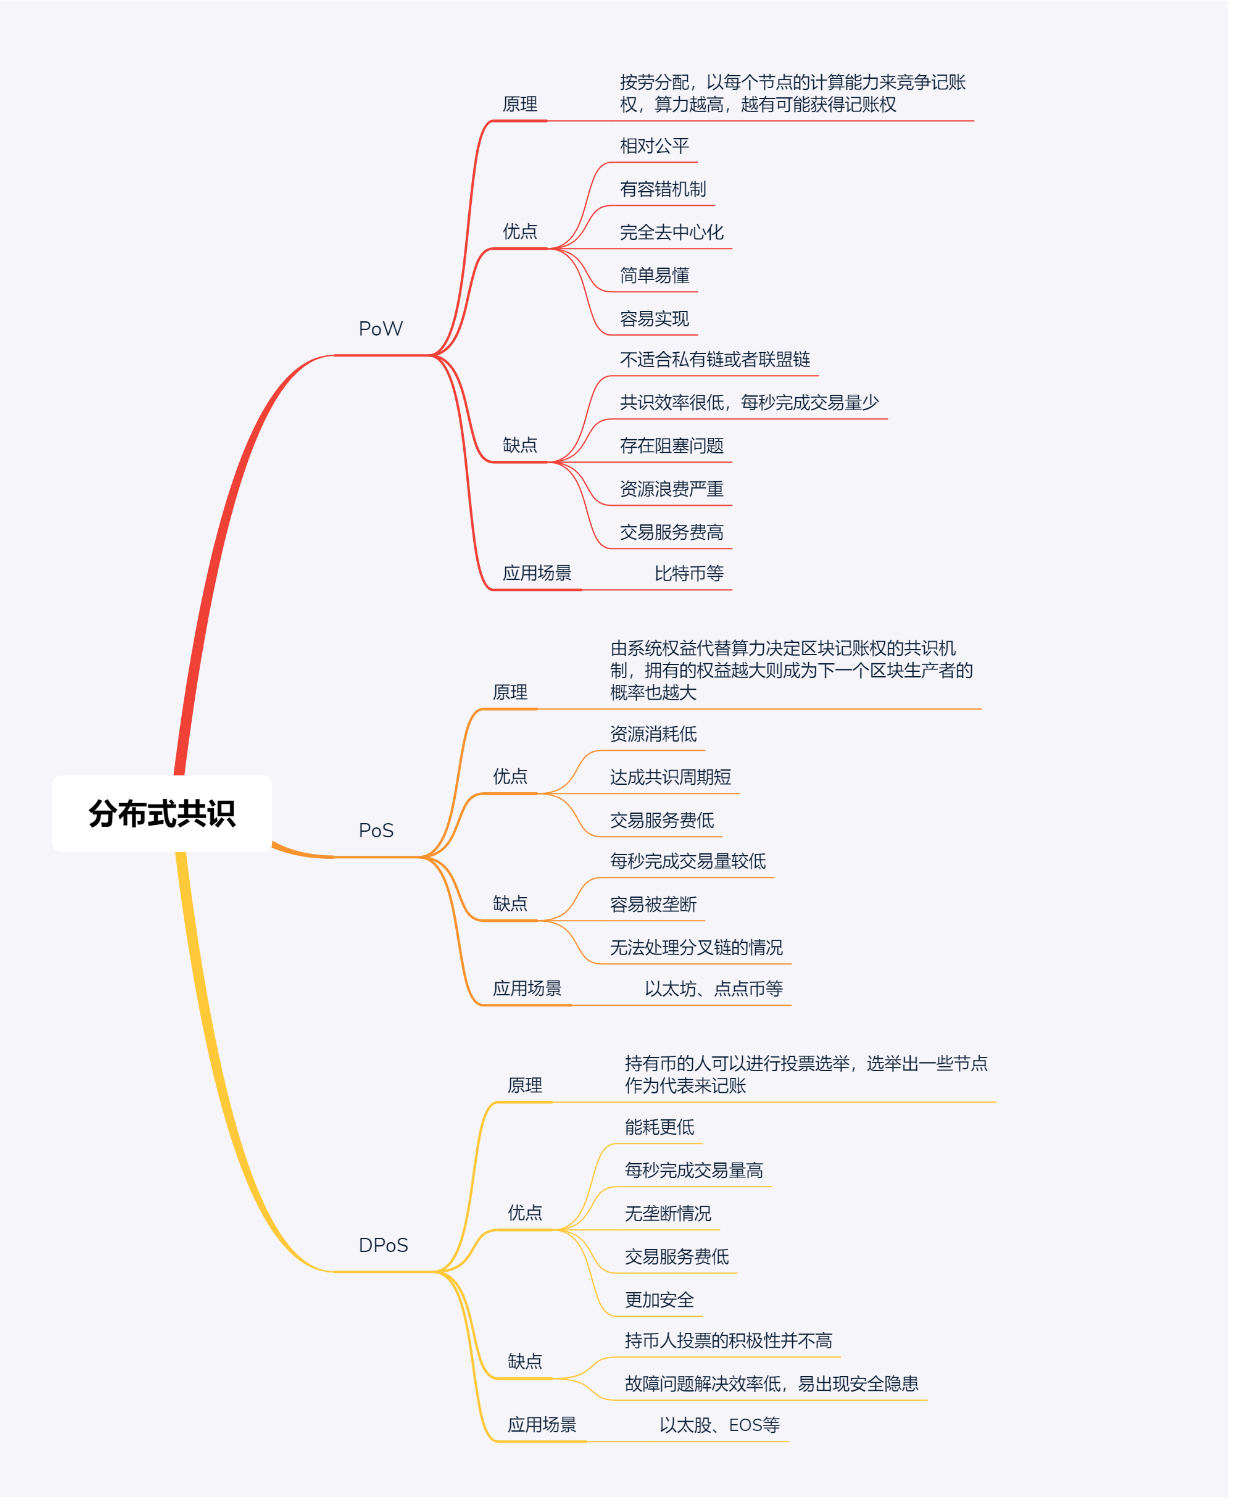 分布式共识
PoW
原理
按劳分配，以每个节点的计算能力来竞争记账
权，算力越高，越有可能获得记账权
优点
相对公平
有容错机制
完全去中心化
简单易懂
容易实现
缺点
不适合私有链或者联盟链
共识效率很低，每秒完成交易量少
存在阻塞问题
资源浪费严重
交易服务费高
应用场景
比特币等
PoS
原理
由系统权益代替算力决定区块记账权的共识机
制，拥有的权益越大则成为下一个区块生产者的
概率也越大
优点
资源消耗低
达成共识周期短
交易服务费低
缺点
每秒完成交易量较低
容易被垄断
无法处理分叉链的情况
应用场景
以太坊、点点币等
DPoS
原理
持有币的人可以进行投票选举，选举出一些节点
作为代表来记账
优点
能耗更低
每秒完成交易量高
无垄断情况
交易服务费低
更加安全
缺点
持币人投票的积极性并不高
故障问题解决效率低，易出现安全隐患
应用场景
以太股、EOS等